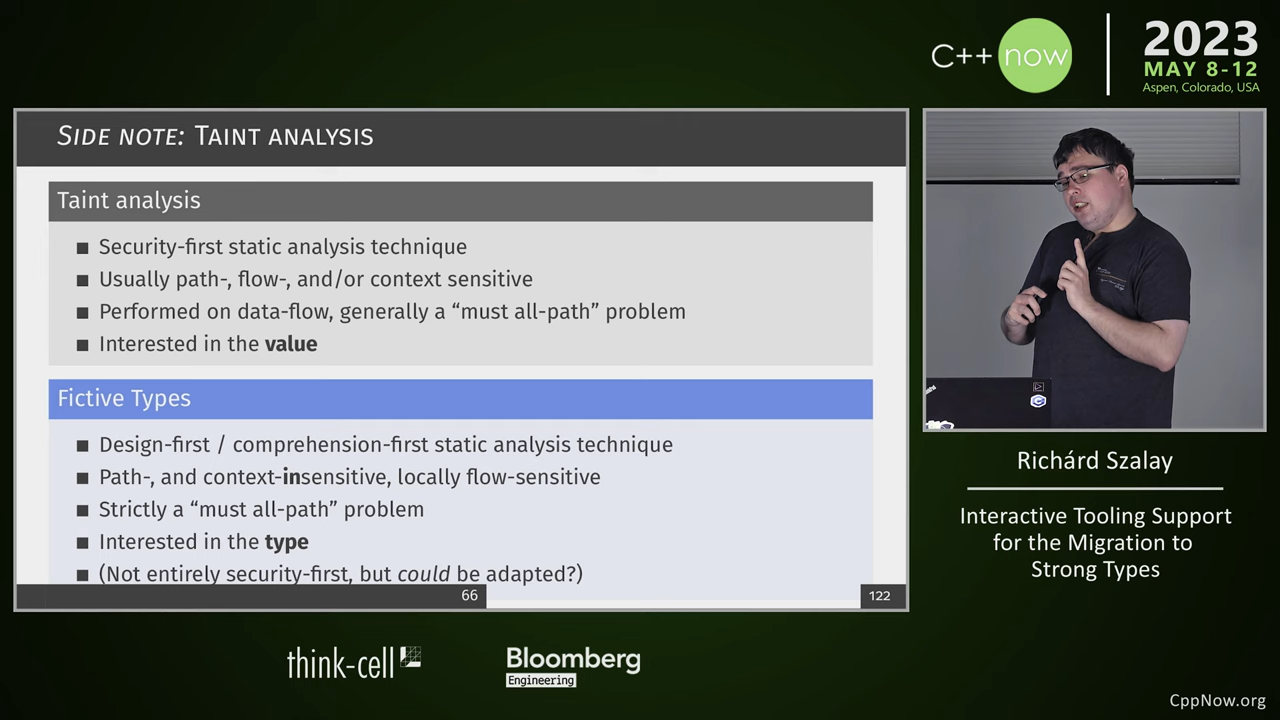 C++ now
2023
MAY 8-12
Aspen, Colorado, USA
SIDE NOTE: TAINT ANALYSIS
Taint analysis
■ Security-first static analysis technique
■ Usually path-, flow-, and/or context sensitive
■ Performed on data-flow, generally a “must all-path” problem
■ Interested in the value
Fictive Types
■ Design-first / comprehension-first static analysis technique
■ Path-, and context-insensitive, locally flow-sensitive
■ Strictly a “must all-path” problem
■ Interested in the type
■ (Not entirely security-first, but could be adapted?)
66
122
Richárd Szalay
Interactive Tooling Support
for the Migration to
Strong Types
think-cell
Bloomberg
Engineering
CppNow.org